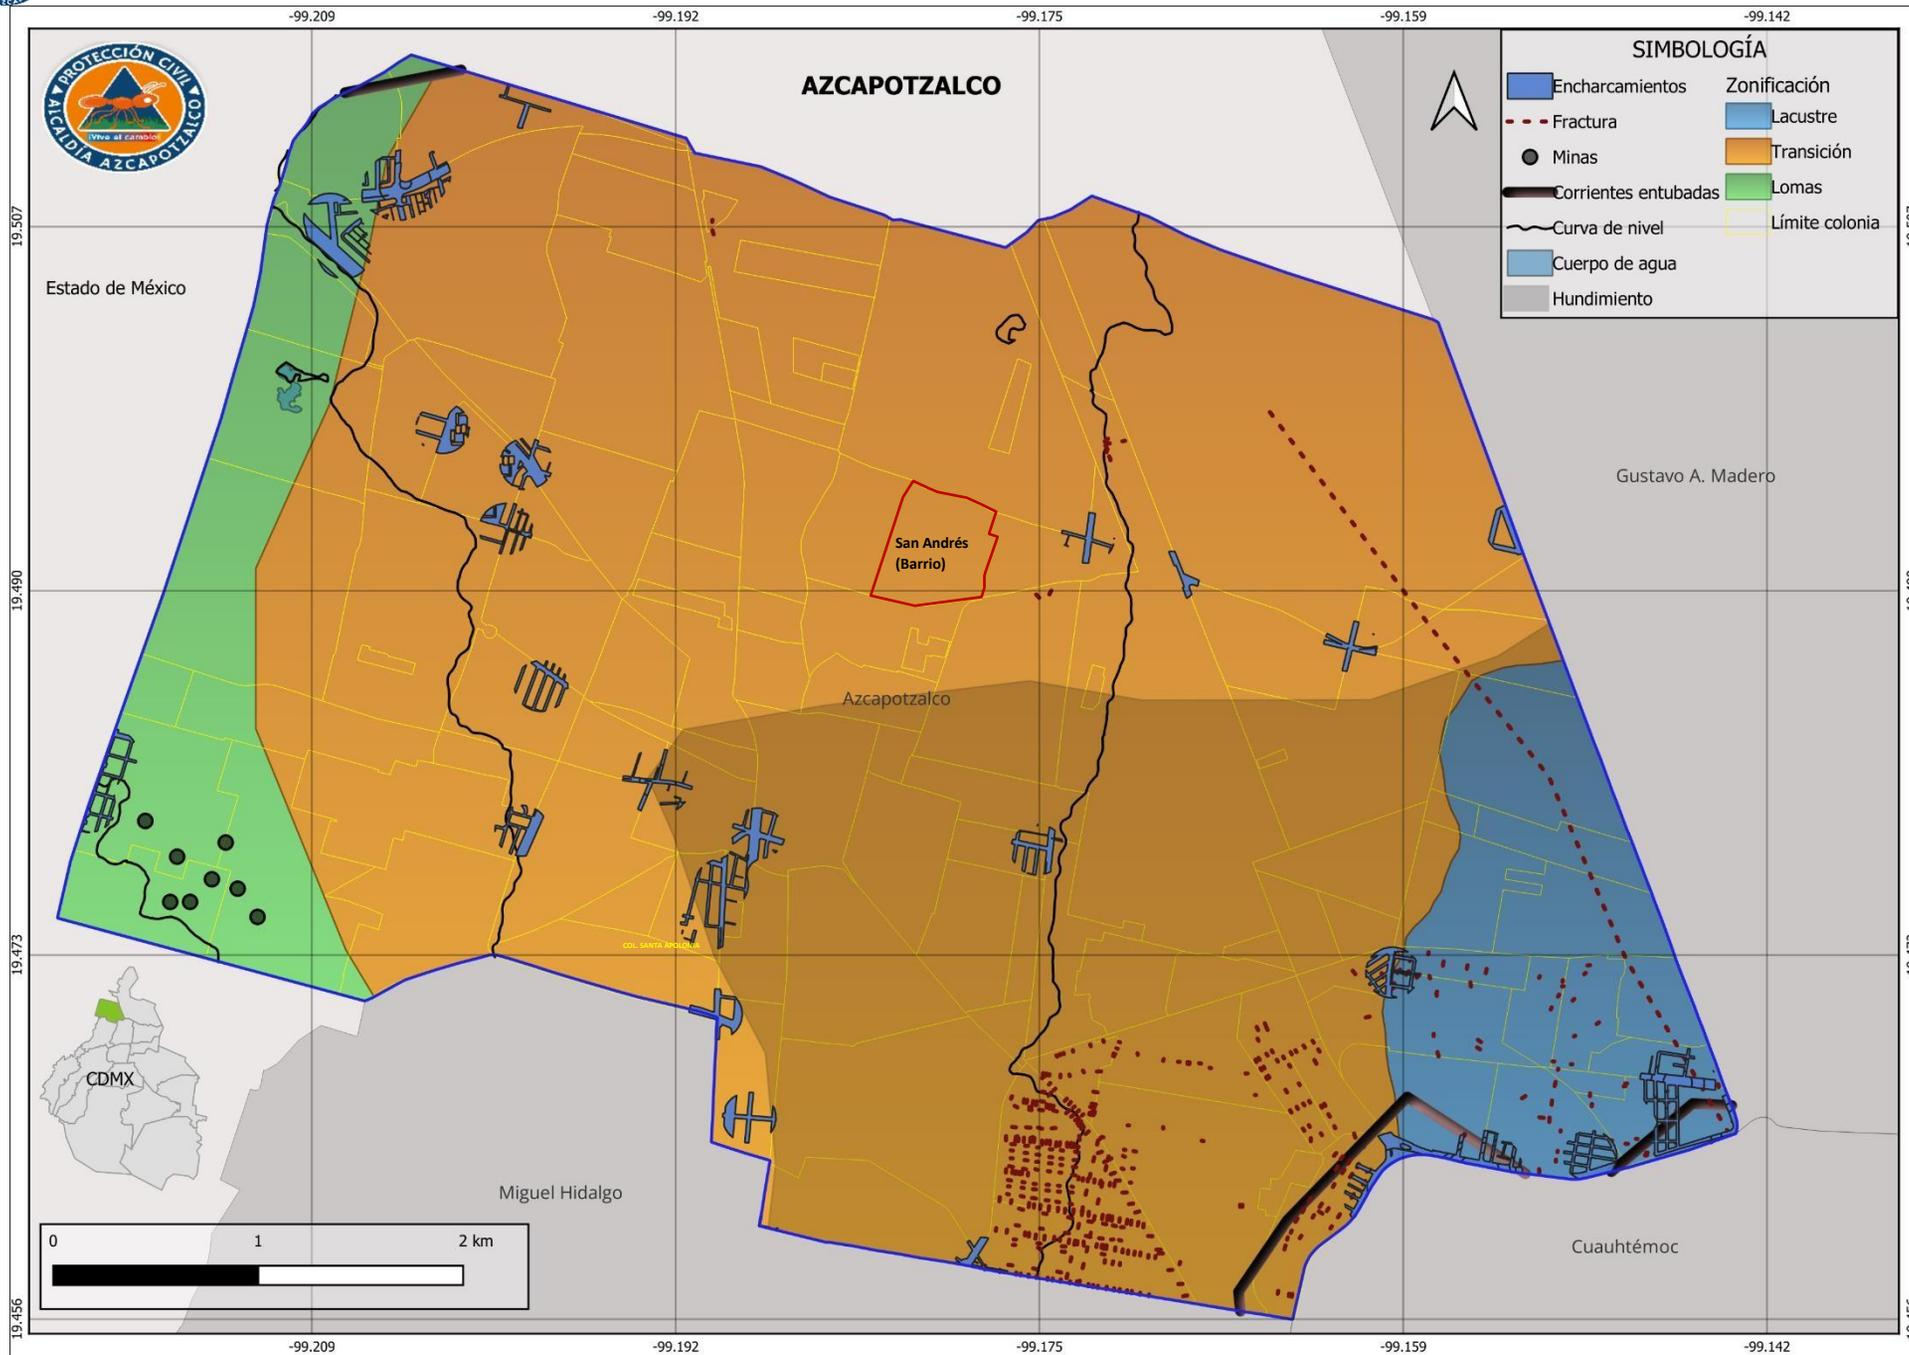 -99.209
-99.192
-99.175
-99.159
-99.142
PROTECCIÓN CIVIL
¡Vive el cambio!
ALCALDÍA AZCAPOTZALCO
AZCAPOTZALCO
SIMBOLOGÍA
Encharcamientos
Fractura
Minas
Corrientes entubadas
Curva de nivel
Cuerpo de agua
Hundimiento
Zonificación
Lacustre
Transición
Lomas
Límite colonia
19.507
Estado de México
Gustavo A. Madero
San Andrés
(Barrio)
19.490
Azcapotzalco
COL. SANTA APOLONIA
19.473
CDMX
Miguel Hidalgo
Cuauhtémoc
0
1
2 km
19.456
-99.209
-99.192
-99.175
-99.159
-99.142